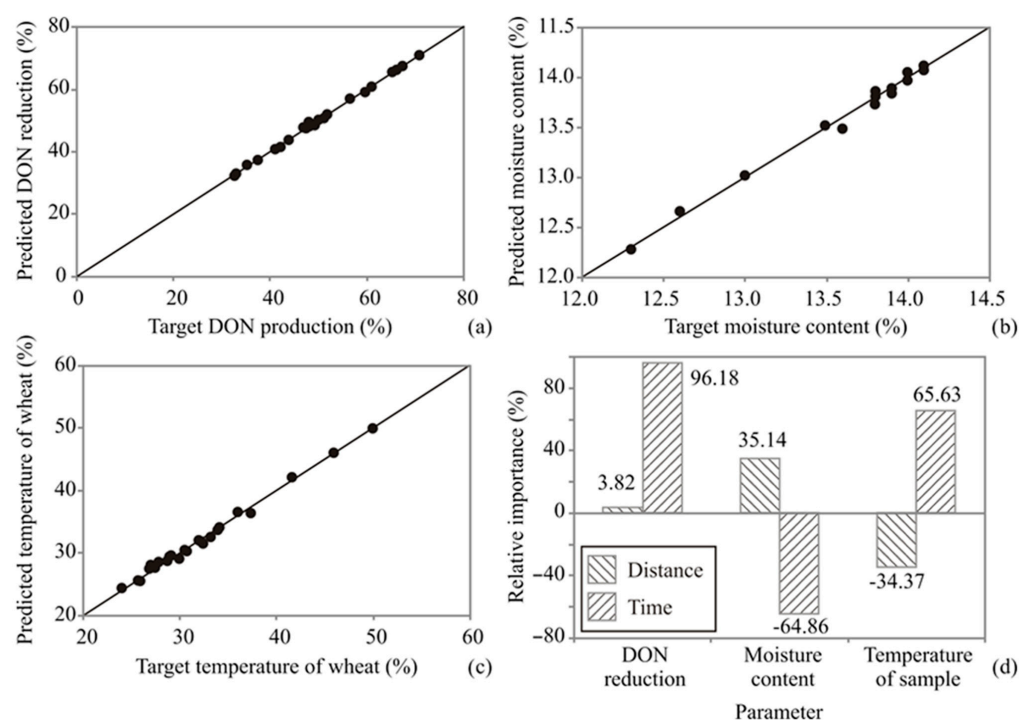 Predicted DON reduction (%)
80
60
40
20
0
0 20 40 60 80
Target DON production (%)
(a)
Predicted moisture content (%)
11.5
14.0
13.5
13.0
12.5
12.0
12.0 12.5 13.0 13.5 14.0 14.5
Target moisture content (%)
(b)
Predicted temperature of wheat (%)
60
50
40
30
20
20 30 40 50 60
Target temperature of wheat (%)
(c)
Relative importance (%)
80
40
0
−40
−80
3.82
96.18
35.14
-64.86
-34.37
65.63
Distance
Time
DON
reduction
Moisture
content
Temperature
of sample
(d)
Parameter